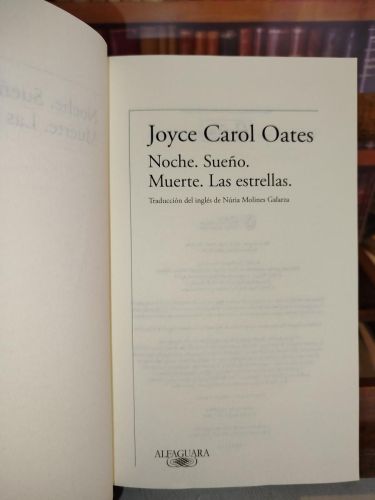 Joyce Carol Oates
Noche. Sueño.
Muerte. Las estrellas.
Traducción del inglés de Núria Molines Galarza
ALFAGUARA